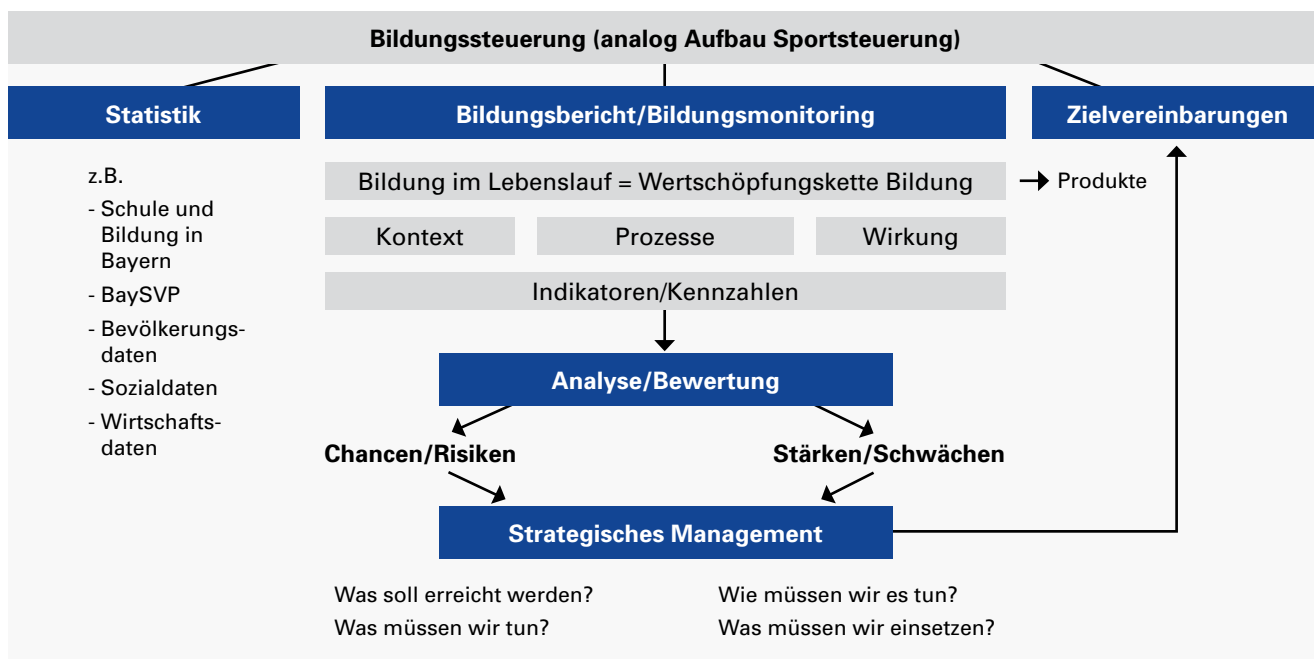 Bildungssteuerung (analog Aufbau Sportsteuerung)
Statistik
z.B.
- Schule und
Bildung in
Bayern
- BaySVP
- Bevölkerungs-
daten
- Sozialdaten
- Wirtschafts-
daten
Bildungsbericht/Bildungsmonitoring
Bildung im Lebenslauf = Wertschöpfungskette Bildung
Kontext
Prozesse
Wirkung
Indikatoren/Kennzahlen
Analyse/Bewertung
Chancen/Risiken
Stärken/Schwächen
Strategisches Management
Was soll erreicht werden?
Was müssen wir tun?
Wie müssen wir es tun?
Was müssen wir einsetzen?
Zielvereinbarungen
Produkte